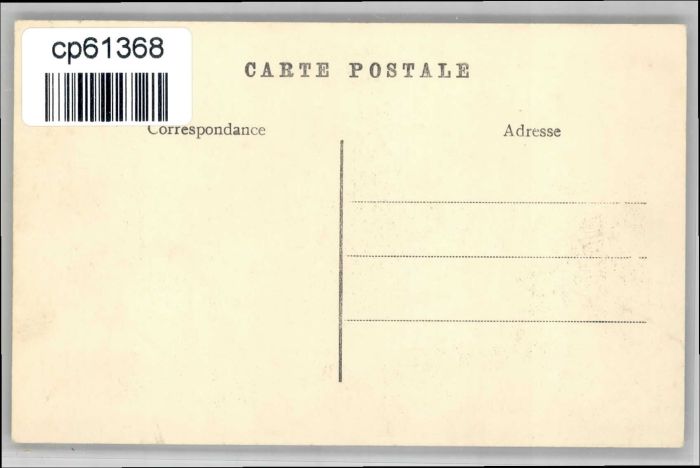 cp61368
CARTE POSTALE
Correspondance
Adresse